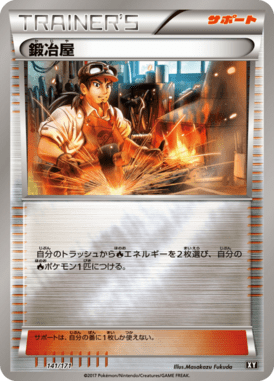 TRAINER'S
サポート
鍛冶屋
自分のトラッシュから🔥エネルギーを2枚選び、自分の
🔥ポケモン1匹につける。
サポートは、自分の番に1枚しか使えない。
141/171
Illus.Masakazu Fukuda
XY
©2017 Pokémon/Nintendo/Creatures/GAME FREAK.